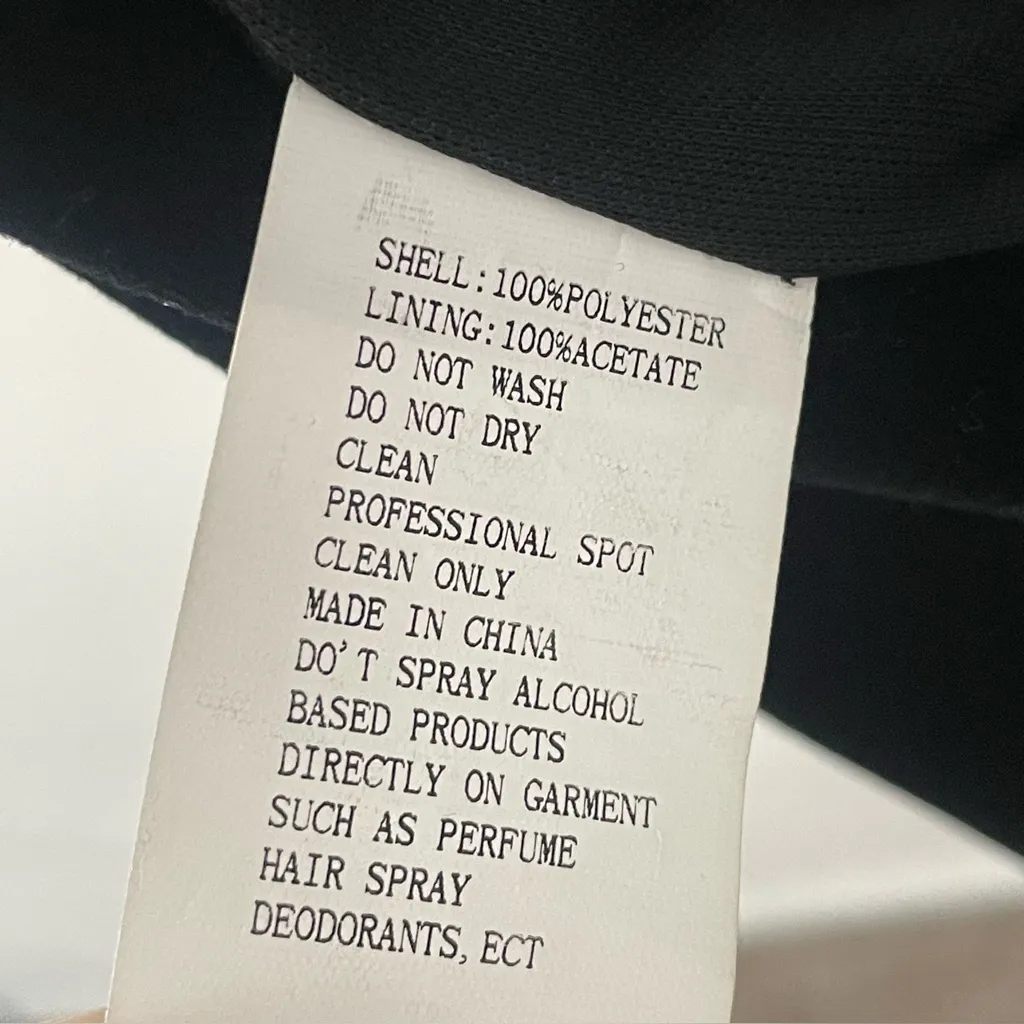 SHELL:100%POLYESTER
LINING:100%ACETATE
DO NOT WASH
DO NOT DRY
CLEAN
PROFESSIONAL SPOT
CLEAN ONLY
MADE IN CHINA
DO'T SPRAY ALCOHOL
BASED PRODUCTS
DIRECTLY ON GARMENT
SUCH AS PERFUME
HAIR SPRAY
DEODORANTS, ECT